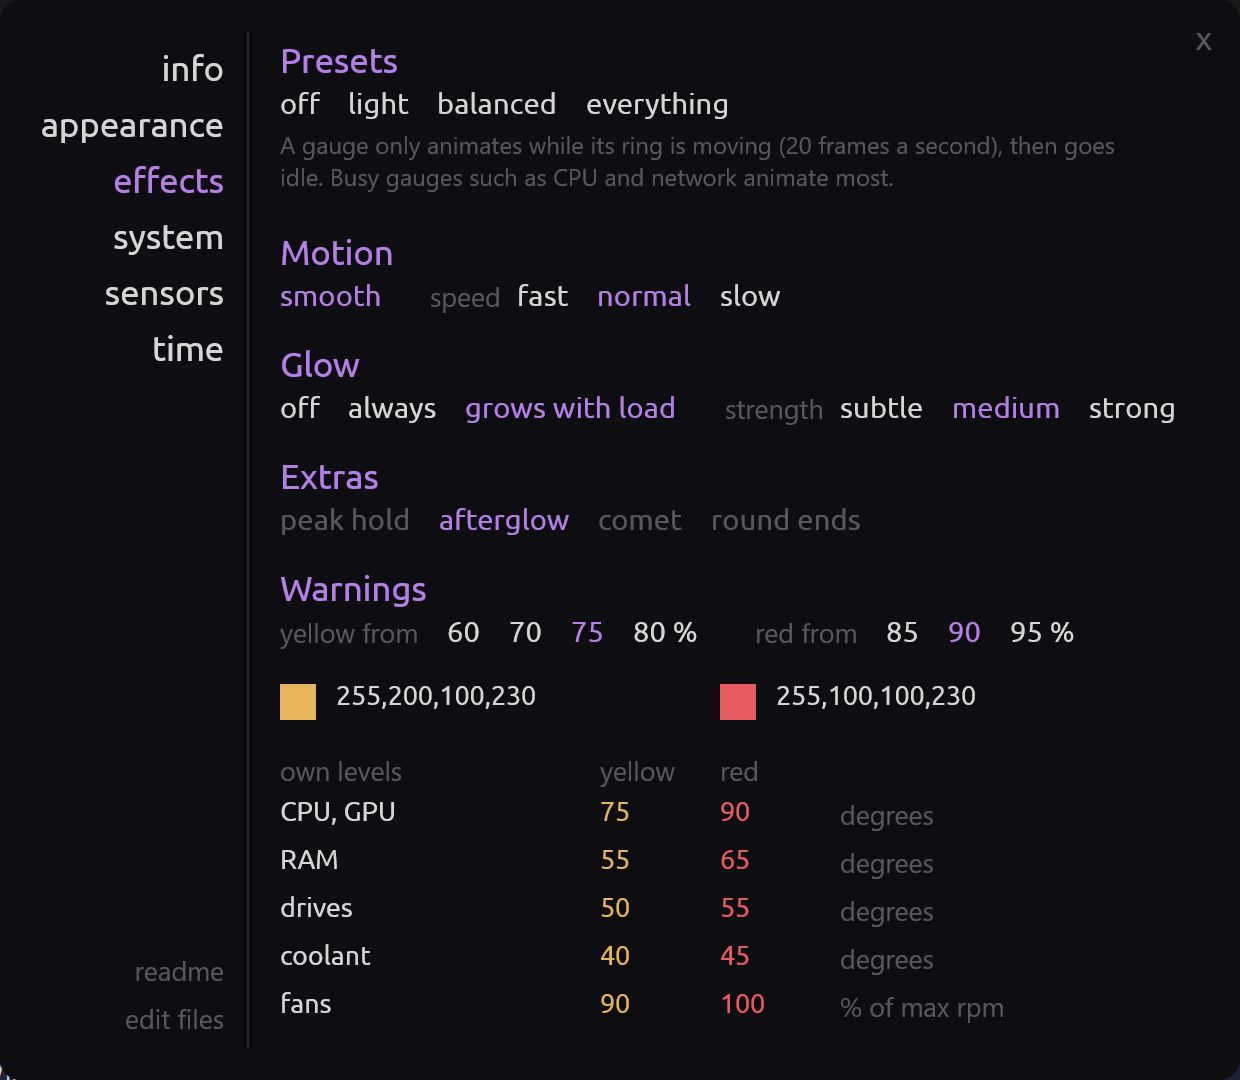 x
info
appearance
effects
system
sensors
time
readme
edit files
Presets
off light balanced everything
A gauge only animates while its ring is moving (20 frames a second), then goes
idle. Busy gauges such as CPU and network animate most.
Motion
smooth speed fast normal slow
Glow
off always grows with load strength subtle medium strong
Extras
peak hold afterglow comet round ends
Warnings
yellow from 60 70 75 80 % red from 85 90 95 %
255,200,100,230 255,100,100,230
own levels yellow red
CPU, GPU 75 90 degrees
RAM 55 65 degrees
drives 50 55 degrees
coolant 40 45 degrees
fans 90 100 % of max rpm